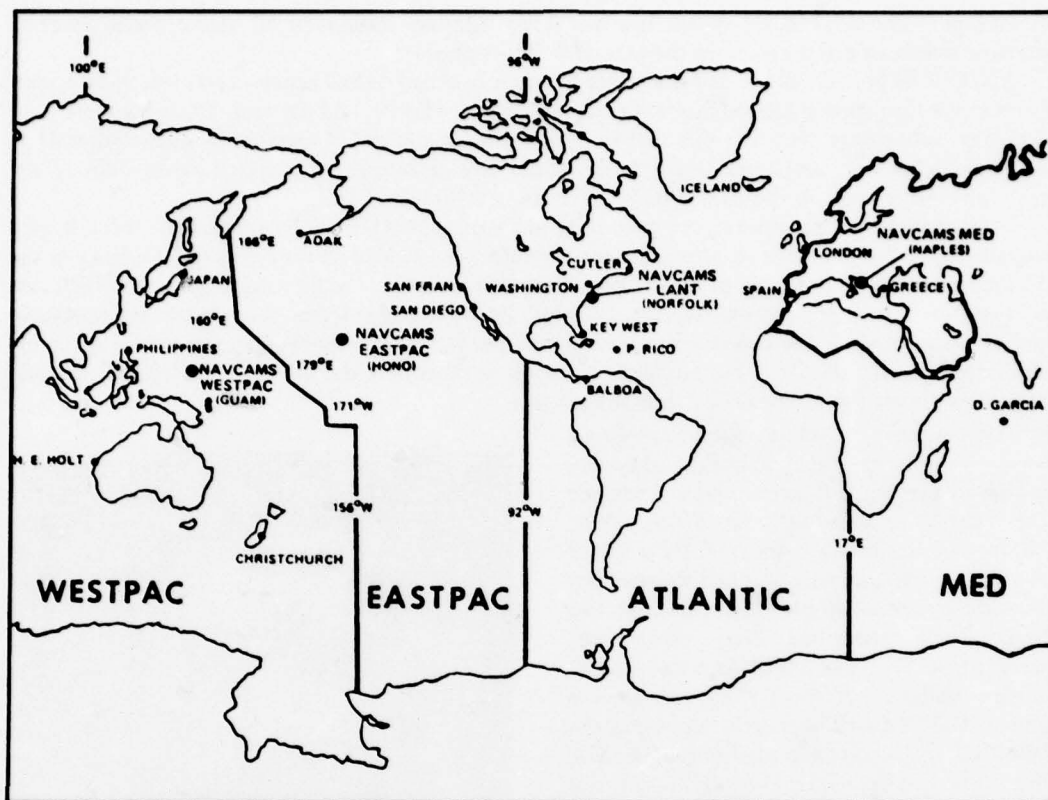 100°E
96°W
ICELAND
166°E
ADAK
JAPAN
SAN FRAN
SAN DIEGO
CUTLER
WASHINGTON
NAVCAMS
LANT
(NORFOLK)
LONDON
NAVCAMS MED
(NAPLES)
SPAIN
GREECE
160°E
PHILIPPINES
NAVCAMS
WESTPAC
(GUAM)
NAVCAMS
EASTPAC
(HONO)
179°E
171°W
KEY WEST
P. RICO
BALBOA
D. GARCIA
H. E. HOLT
156°W
92°W
17°E
CHRISTCHURCH
WESTPAC
EASTPAC
ATLANTIC
MED